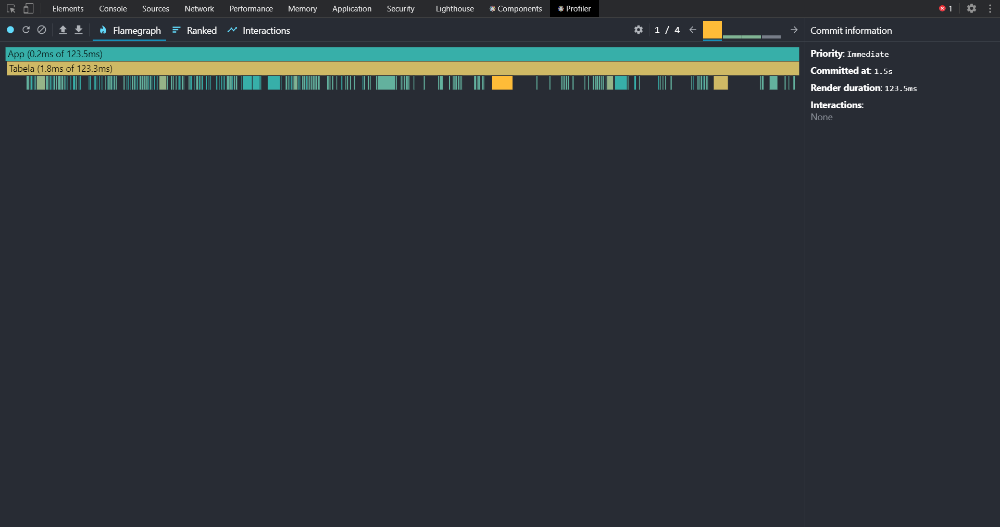 Elements Console Sources Network Performance Memory Application Security Lighthouse Components Profiler 1
Flamegraph Ranked Interactions 1 / 4 Commit information
App (0.2ms of 123.5ms)
Tabela (1.8ms of 123.3ms)
Priority: Immediate
Committed at: 1.5s
Render duration: 123.5ms
Interactions:
None